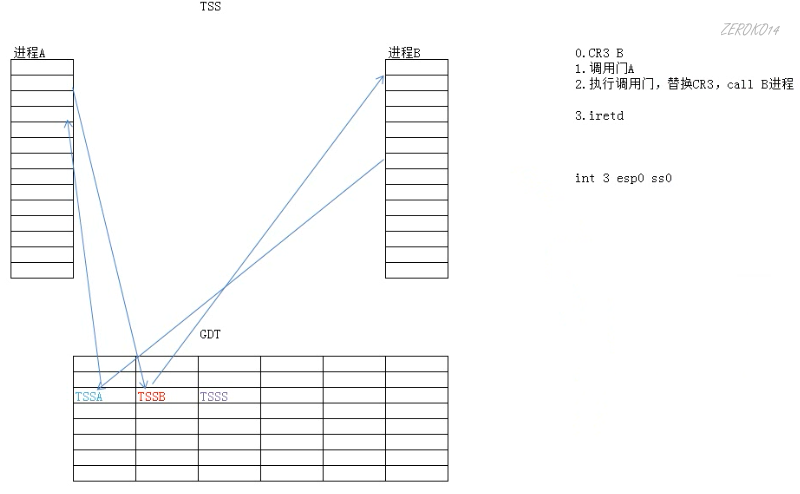 TSS
ZEROKO14
进程A
进程B
0.CR3 B
1.调用门A
2.执行调用门，替换CR3，call B进程
3.iretd
int 3 esp0 ss0
GDT
TSSA TSSB TSSS